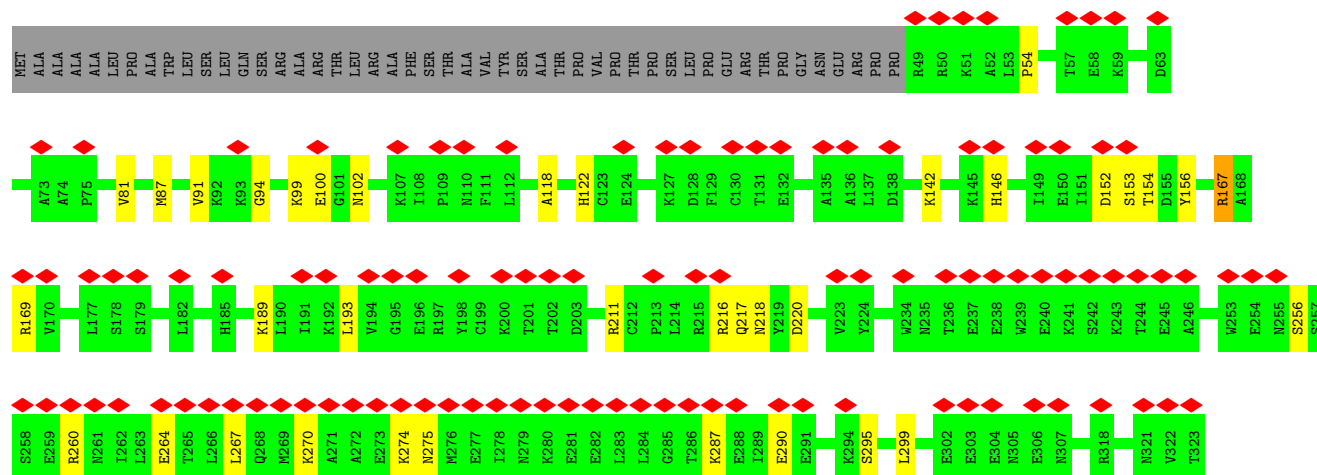 MET ALA ALA ALA ALA LEU PRO ALA TRP LEU SER LEU GLN SER ARG ALA ARG THR LEU ARG ALA PHE SER THR ALA VAL TYR SER ALA THR PRO VAL PRO THR PRO SER LEU PRO GLU ARG THR PRO GLY ASN GLU ARG PRO PRO R49 R50 K51 A52 L53 P54 T57 E58 K59 D63
A73 A74 P75 V81 M87 V91 K92 K93 G94 K99 E100 G101 N102 K107 I108 P109 N110 F111 L112 A118 H122 C123 E124 K127 D128 F129 C130 T131 E132 A135 A136 L137 D138 K142 K145 H146 I149 E150 I151 D152 S153 T154 D155 Y156 R167 A168
R169 V170 L177 S178 S179 L182 H185 K189 L190 I191 K192 L193 V194 G195 E196 R197 Y198 C199 K200 T201 T202 D203 R211 C212 P213 L214 R215 R216 Q217 N218 Y219 D220 V223 Y224 W234 N235 T236 E237 E238 W239 E240 K241 S242 K243 T244 E245 A246 W253 E254 N255 S256 S257
S258 E259 R260 N261 I262 L263 E264 T265 L266 L267 Q268 M269 K270 A271 A272 E273 K274 N275 M276 E277 I278 N279 K280 E281 E282 L283 L284 G285 T286 K287 E288 I289 E290 E291 K294 S295 L299 E302 E303 E304 N305 E306 N307 R318 N321 V322 T323